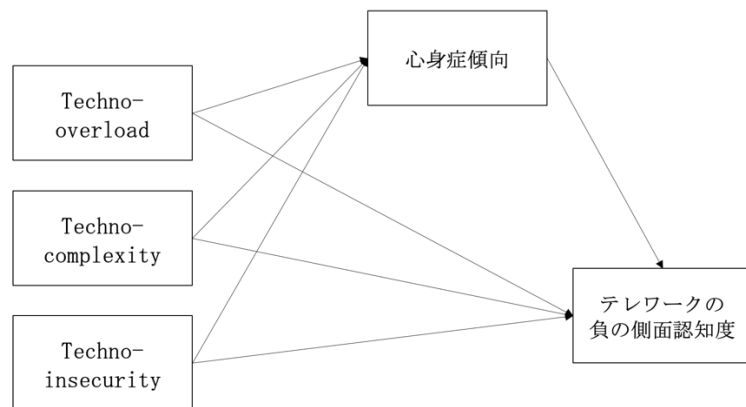 心身症傾向
Techno-
overload
Techno-
complexity
テレワークの
負の側面認知度
Techno-
insecurity